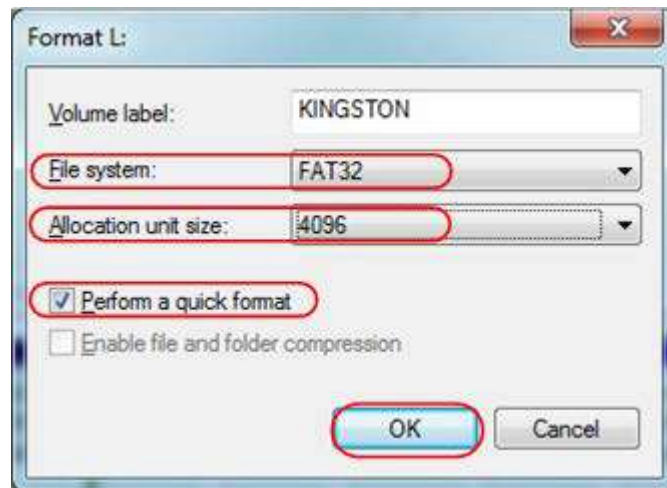 Format L:
Volume label: KINGSTON
File system: FAT32
Allocation unit size: 4096
Perform a quick format
Enable file and folder compression
OK Cancel